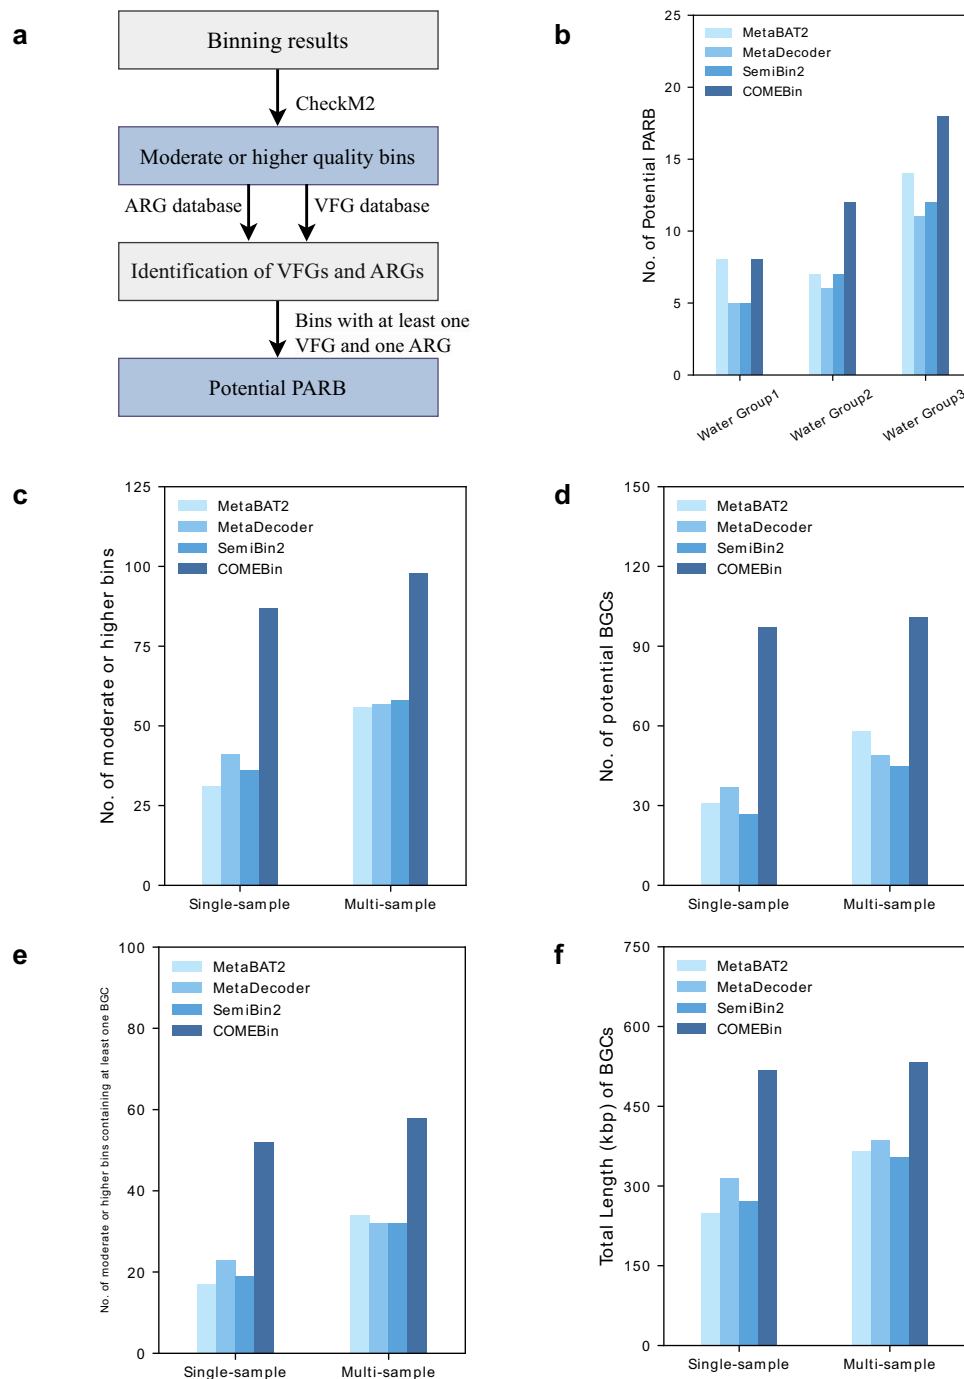 a
Binning results
CheckM2
Moderate or higher quality bins
ARG database
VFG database
Identification of VFGs and ARGs
Bins with at least one
VFG and one ARG
Potential PARB
b
No. of Potential PARB
25
20
15
10
5
0
MetaBAT2
MetaDecoder
SemiBin2
COMEBin
Water Group1
Water Group2
Water Group3
c
No. of moderate or higher bins
125
100
75
50
25
0
MetaBAT2
MetaDecoder
SemiBin2
COMEBin
Single-sample
Multi-sample
d
No. of potential BGCs
150
120
90
60
30
0
MetaBAT2
MetaDecoder
SemiBin2
COMEBin
Single-sample
Multi-sample
e
No. of moderate or higher bins containing at least one BGC
100
80
60
40
20
0
MetaBAT2
MetaDecoder
SemiBin2
COMEBin
Single-sample
Multi-sample
f
Total Length (kbp) of BGCs
750
600
450
300
150
0
MetaBAT2
MetaDecoder
SemiBin2
COMEBin
Single-sample
Multi-sample